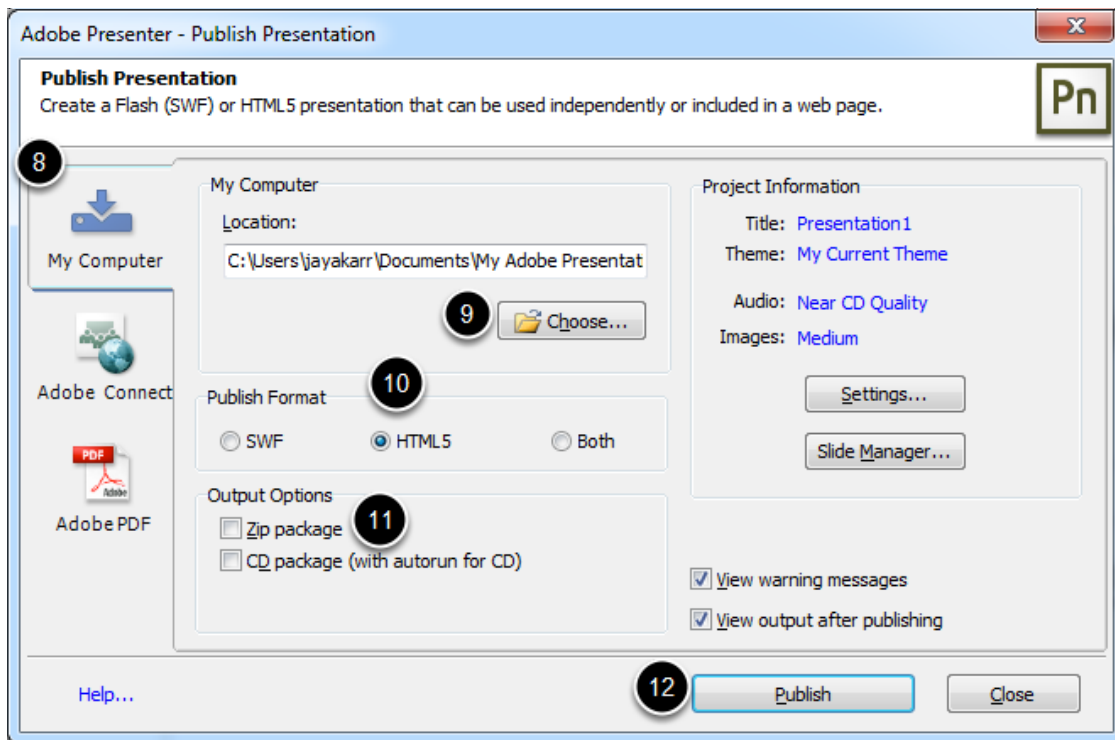 Adobe Presenter - Publish Presentation
Publish Presentation
Create a Flash (SWF) or HTML5 presentation that can be used independently or included in a web page.
Pn
8
My Computer
Adobe Connect
PDF
Adobe
Adobe PDF
My Computer
Location:
C:\Users\jayakarr\Documents\My Adobe Presentat
9
Choose...
10
Publish Format
SWF
HTML5
Both
Output Options
11
Zip package
CD package (with autorun for CD)
Project Information
Title: Presentation1
Theme: My Current Theme
Audio: Near CD Quality
Images: Medium
Settings...
Slide Manager...
View warning messages
View output after publishing
Help...
12
Publish
Close